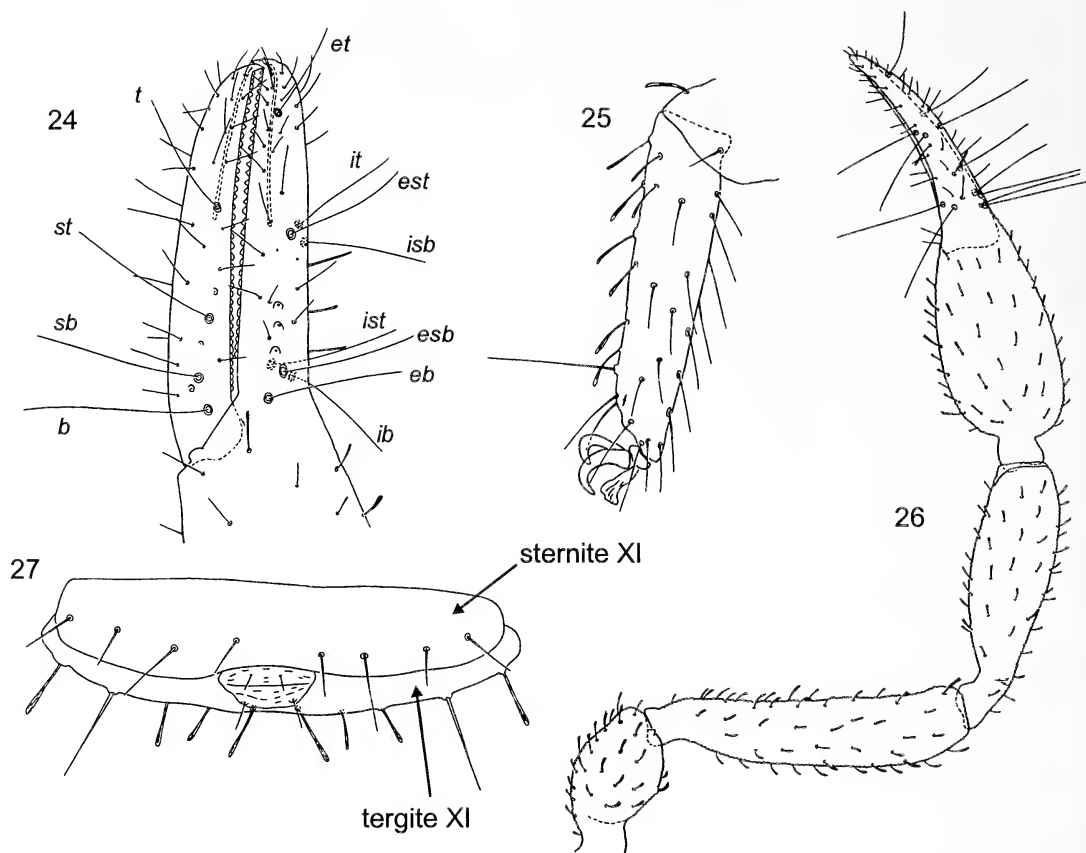 24
et
t
it
est
st
isb
sb
ist
esb
eb
b
ib
25
26
27
sternite XI
tergite XI